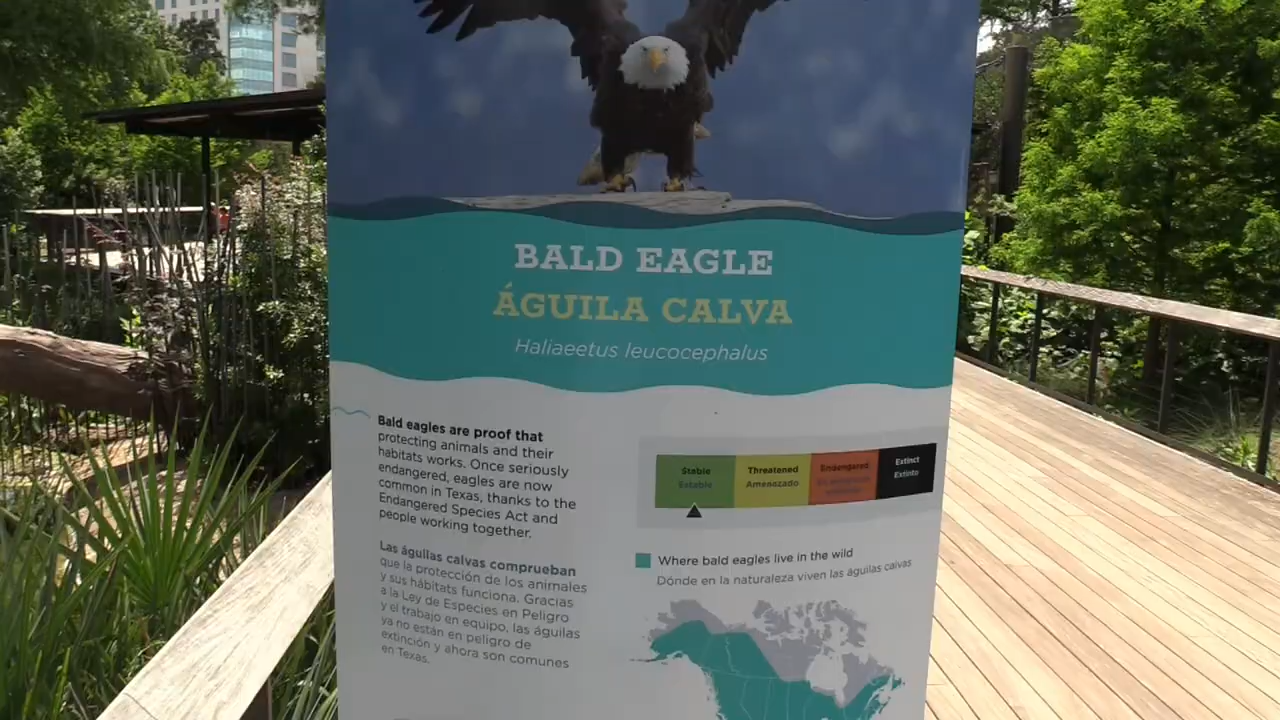 BALD EAGLE
ÁGUILA CALVA
Haliaeetus leucocephalus
Bald eagles are proof that
protecting animals and their
habitats works. Once seriously
endangered, eagles are now
common in Texas, thanks to the
Endangered Species Act and
people working together.
Las águilas calvas comprueban
que la protección de los animales
y sus hábitats funciona. Gracias
a la Ley de Especies en Peligro
y el trabajo en equipo, las águilas
ya no están en peligro de
extinción y ahora son comunes
en Texas.
Stable
Estable
Threatened
Amenazado
Endangered
Extinct
Extinto
Where bald eagles live in the wild
Dónde en la naturaleza viven las águilas calvas